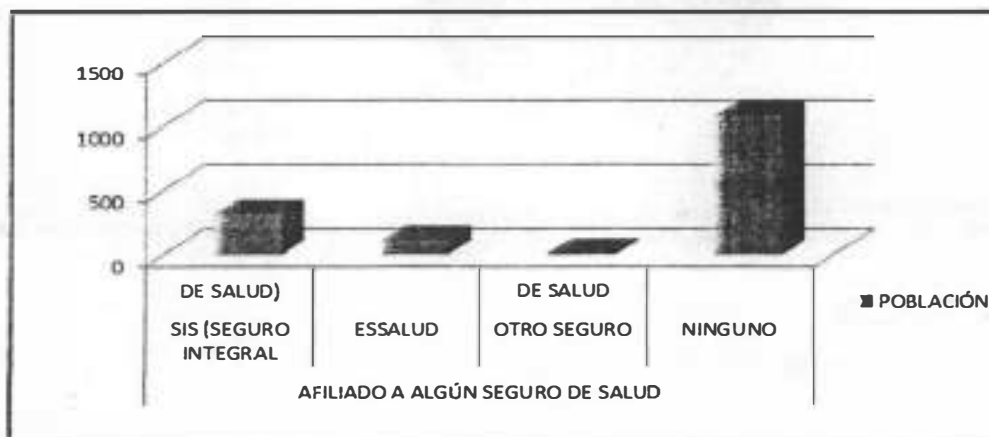 1500
1000
500
0
DE SALUD)
SIS (SEGURO
INTEGRAL
ESSALUD
DE SALUD
OTRO SEGURO
NINGUNO
AFILIADO A ALGÚN SEGURO DE SALUD
POBLACIÓN